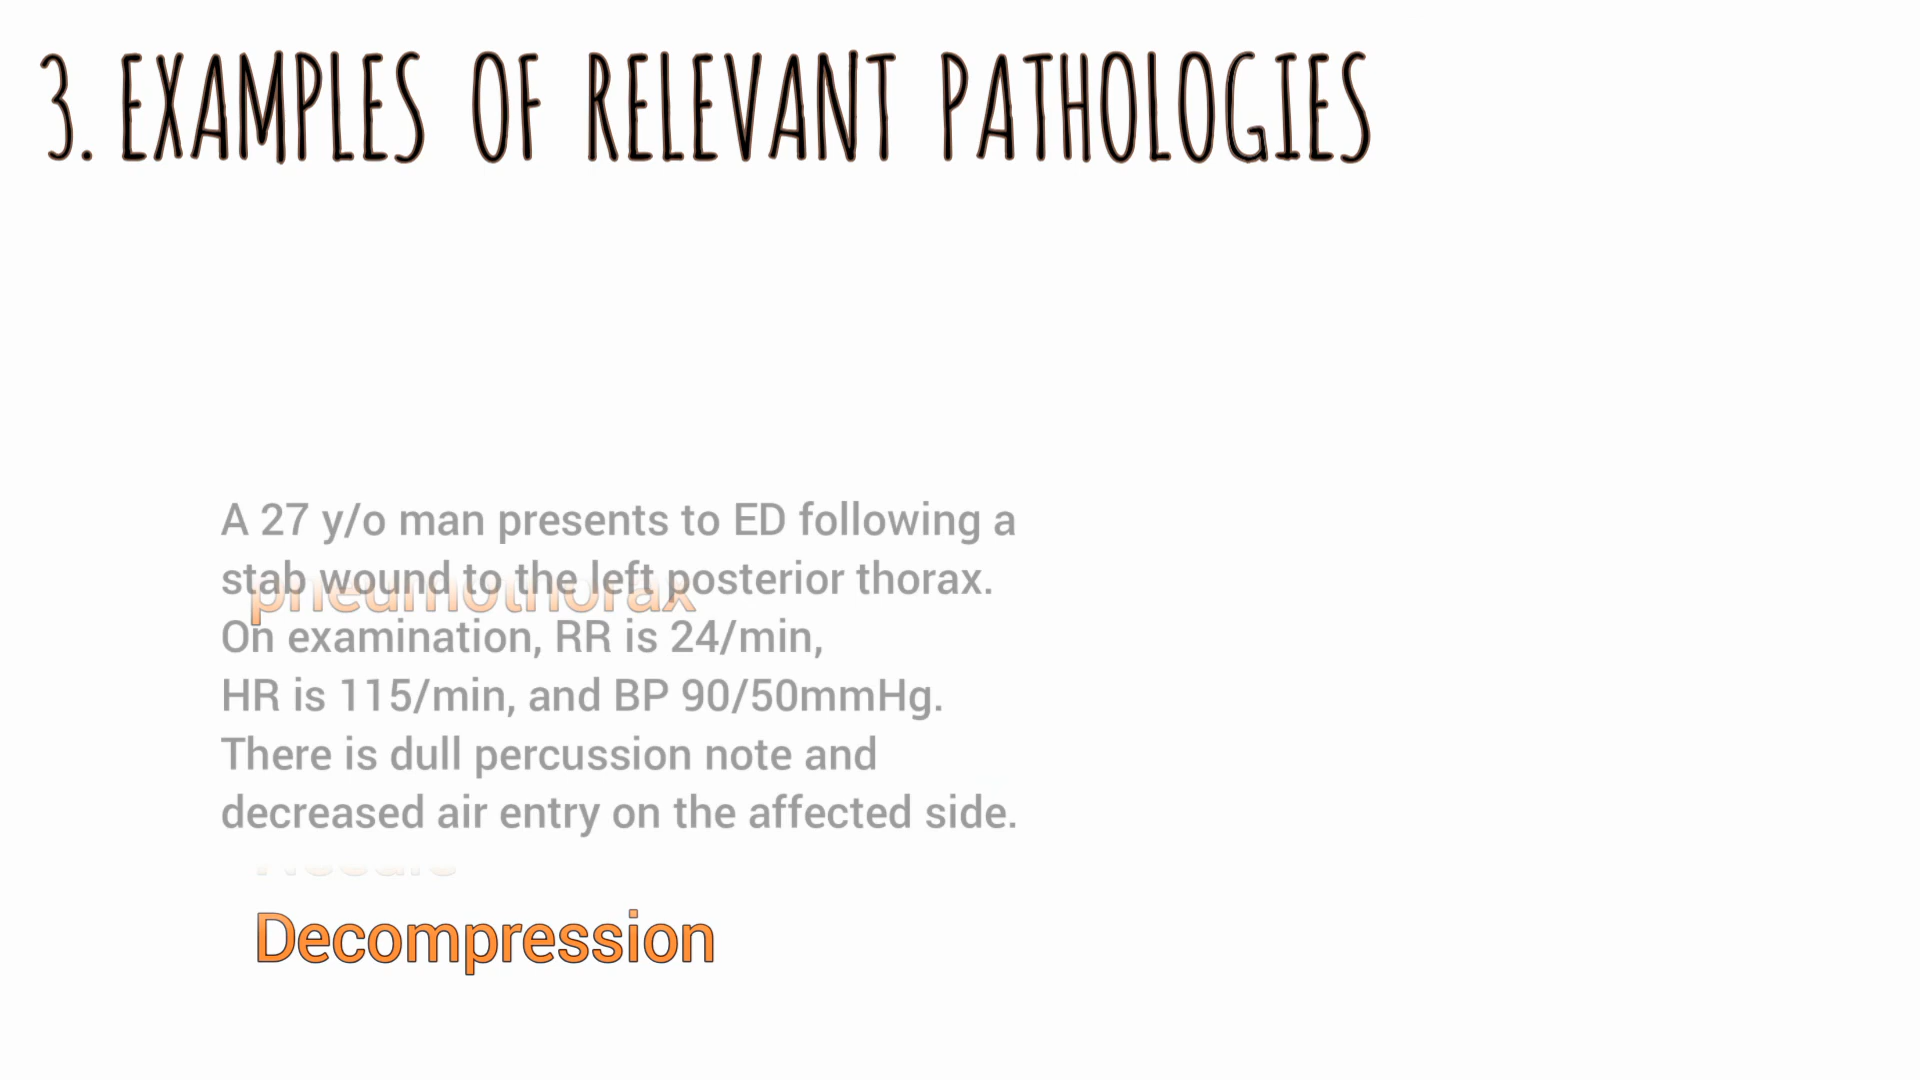 3. EXAMPLES OF RELEVANT PATHOLOGIES
A 27 y/o man presents to ED following a
stab wound to the left posterior thorax.
pneumothorax
On examination, RR is 24/min,
HR is 115/min, and BP 90/50mmHg.
There is dull percussion note and
decreased air entry on the affected side.
Decompression